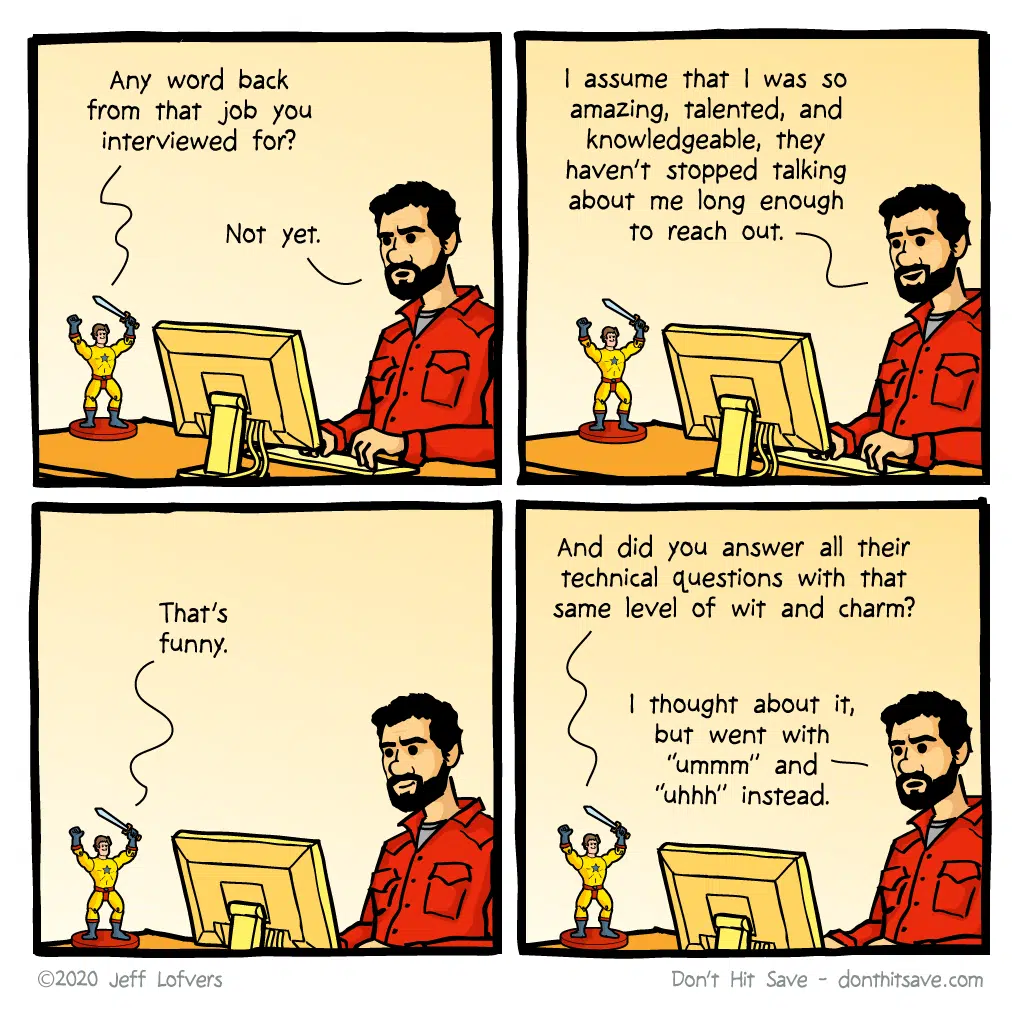 Any word back
from that job you
interviewed for?
Not yet.
I assume that I was so
amazing, talented, and
knowledgeable, they
haven't stopped talking
about me long enough
to reach out.
That's
funny.
And did you answer all their
technical questions with that
same level of wit and charm?
I thought about it,
but went with
"ummm" and
"uhhh" instead.
©2020 Jeff Lofvers
Don't Hit Save - donthitsave.com